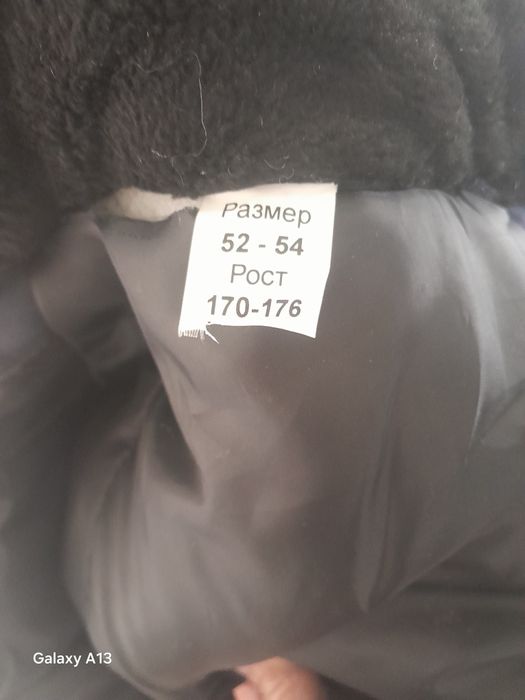 Размер
52 - 54
Рост
170-176
Galaxy A13